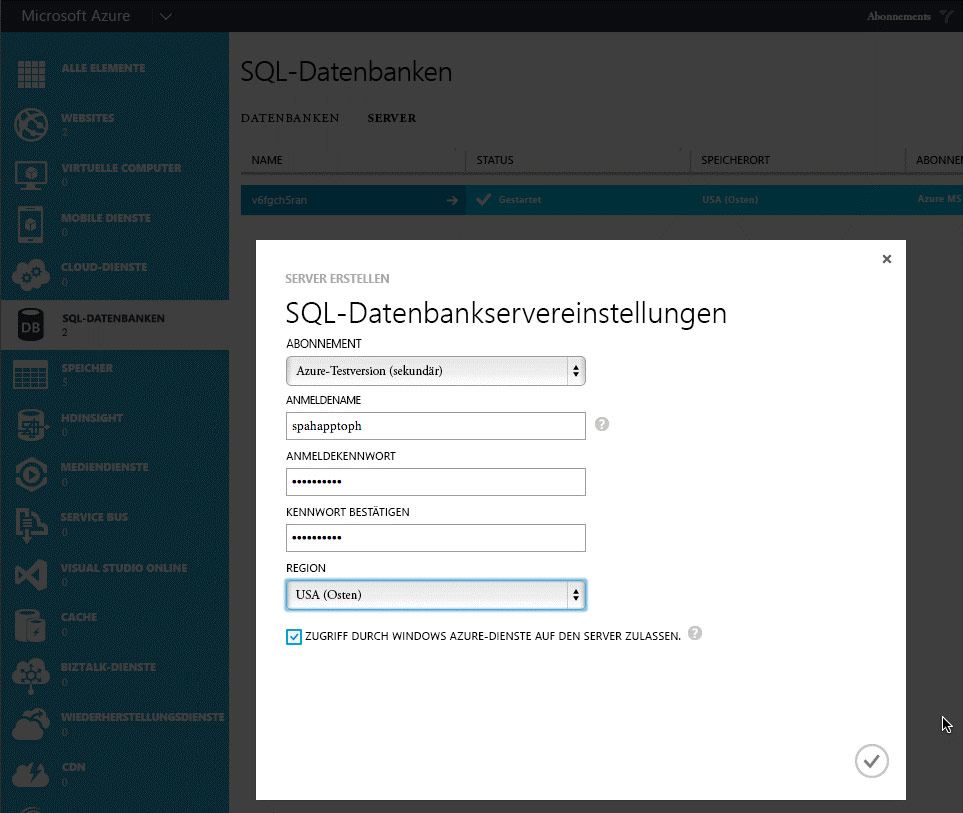 Microsoft Azure
Abonnements
ALLE ELEMENTE
WEBSITES
2
VIRTUELLE COMPUTER
0
MOBILE DIENSTE
0
CLOUD-DIENSTE
0
DB
SQL-DATENBANKEN
2
SPEICHER
5
HDINSIGHT
0
MEDIENDIENSTE
0
SERVICE BUS
0
VISUAL STUDIO ONLINE
0
CACHE
0
BIZTALK-DIENSTE
0
WIEDERHERSTELLUNGSDIENSTE
0
CDN
0
SQL-Datenbanken
DATENBANKEN SERVER
NAME STATUS SPEICHERORT ABONNEM
v6fgch5ran Gestartet USA (Osten) Azure MS
SERVER ERSTELLEN
SQL-Datenbankservereinstellungen
ABONNEMENT
Azure-Testversion (sekundär)
ANMELDENAME
spahapptoph
?
ANMELDEKENNWORT
••••••••••
KENNWORT BESTÄTIGEN
••••••••••
REGION
USA (Osten)
ZUGRIFF DURCH WINDOWS AZURE-DIENSTE AUF DEN SERVER ZULASSEN. ?